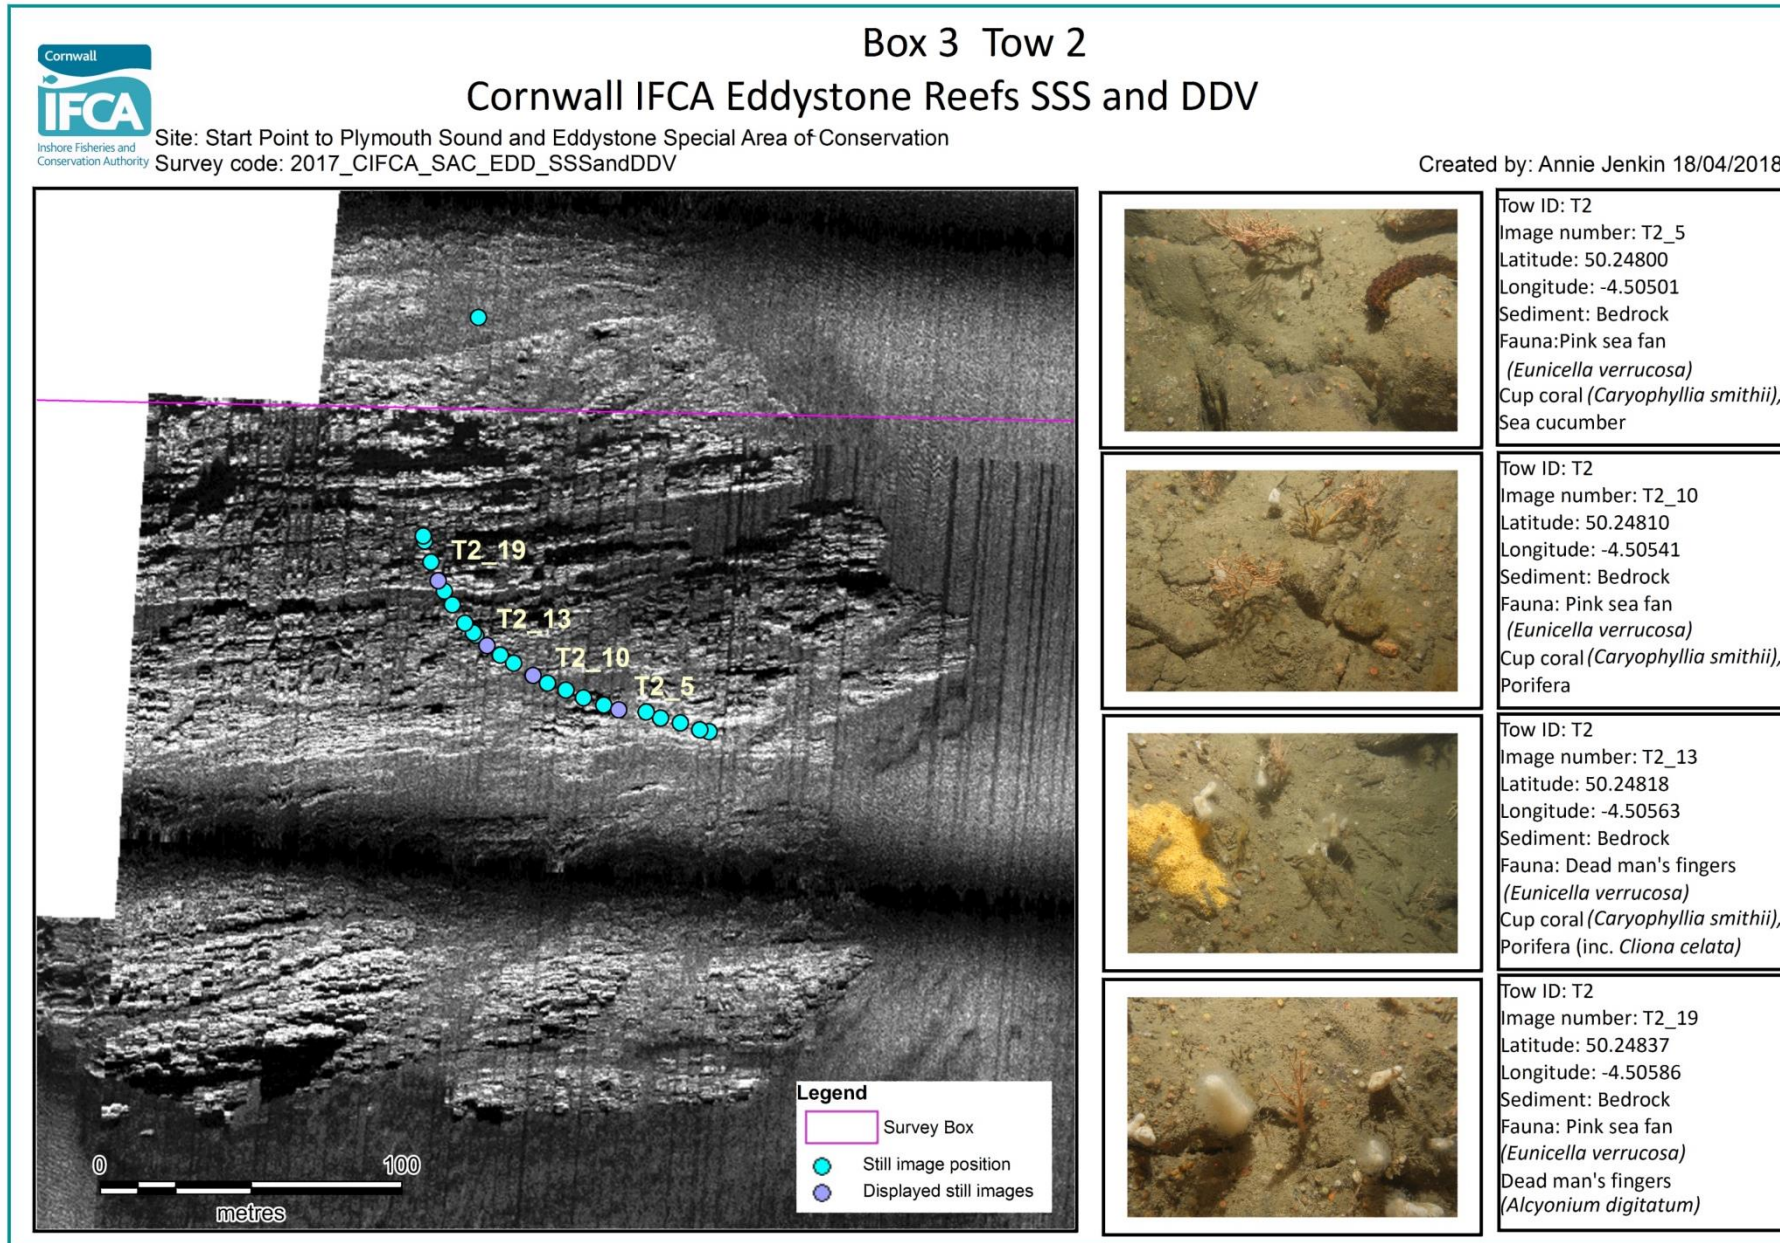 Box 3 Tow 2
Cornwall IFCA Eddystone Reefs SSS and DDV
Cornwall
IFCA
Inshore Fisheries and
Conservation Authority
Site: Start Point to Plymouth Sound and Eddystone Special Area of Conservation
Survey code: 2017_CIFCA_SAC_EDD_SSSandDDV
Created by: Annie Jenkin 18/04/2018
T2_19
T2_13
T2_10
T2_5
0 100
metres
Legend
Survey Box
Still image position
Displayed still images
Tow ID: T2
Image number: T2_5
Latitude: 50.24800
Longitude: -4.50501
Sediment: Bedrock
Fauna:Pink sea fan
(Eunicella verrucosa)
Cup coral (Caryophyllia smithii),
Sea cucumber
Tow ID: T2
Image number: T2_10
Latitude: 50.24810
Longitude: -4.50541
Sediment: Bedrock
Fauna: Pink sea fan
(Eunicella verrucosa)
Cup coral (Caryophyllia smithii),
Porifera
Tow ID: T2
Image number: T2_13
Latitude: 50.24818
Longitude: -4.50563
Sediment: Bedrock
Fauna: Dead man's fingers
(Eunicella verrucosa)
Cup coral (Caryophyllia smithii),
Porifera (inc. Cliona celata)
Tow ID: T2
Image number: T2_19
Latitude: 50.24837
Longitude: -4.50586
Sediment: Bedrock
Fauna: Pink sea fan
(Eunicella verrucosa)
Dead man's fingers
(Alcyonium digitatum)